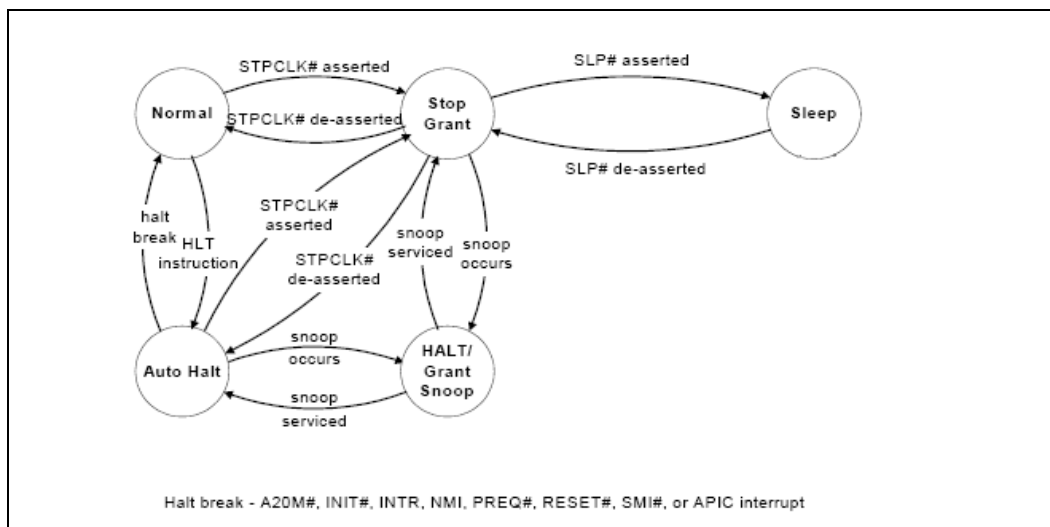 STPCLK# asserted
SLP# asserted
Normal
Stop
Grant
Sleep
STPCLK# de-asserted
SLP# de-asserted
halt
break
HLT
instruction
STPCLK#
asserted
STPCLK#
de-asserted
snoop
serviced
snoop
occurs
Auto Halt
snoop
occurs
HALT/
Grant
Snoop
snoop
serviced
Halt break - A20M#, INIT#, INTR, NMI, PREQ#, RESET#, SMI#, or APIC interrupt